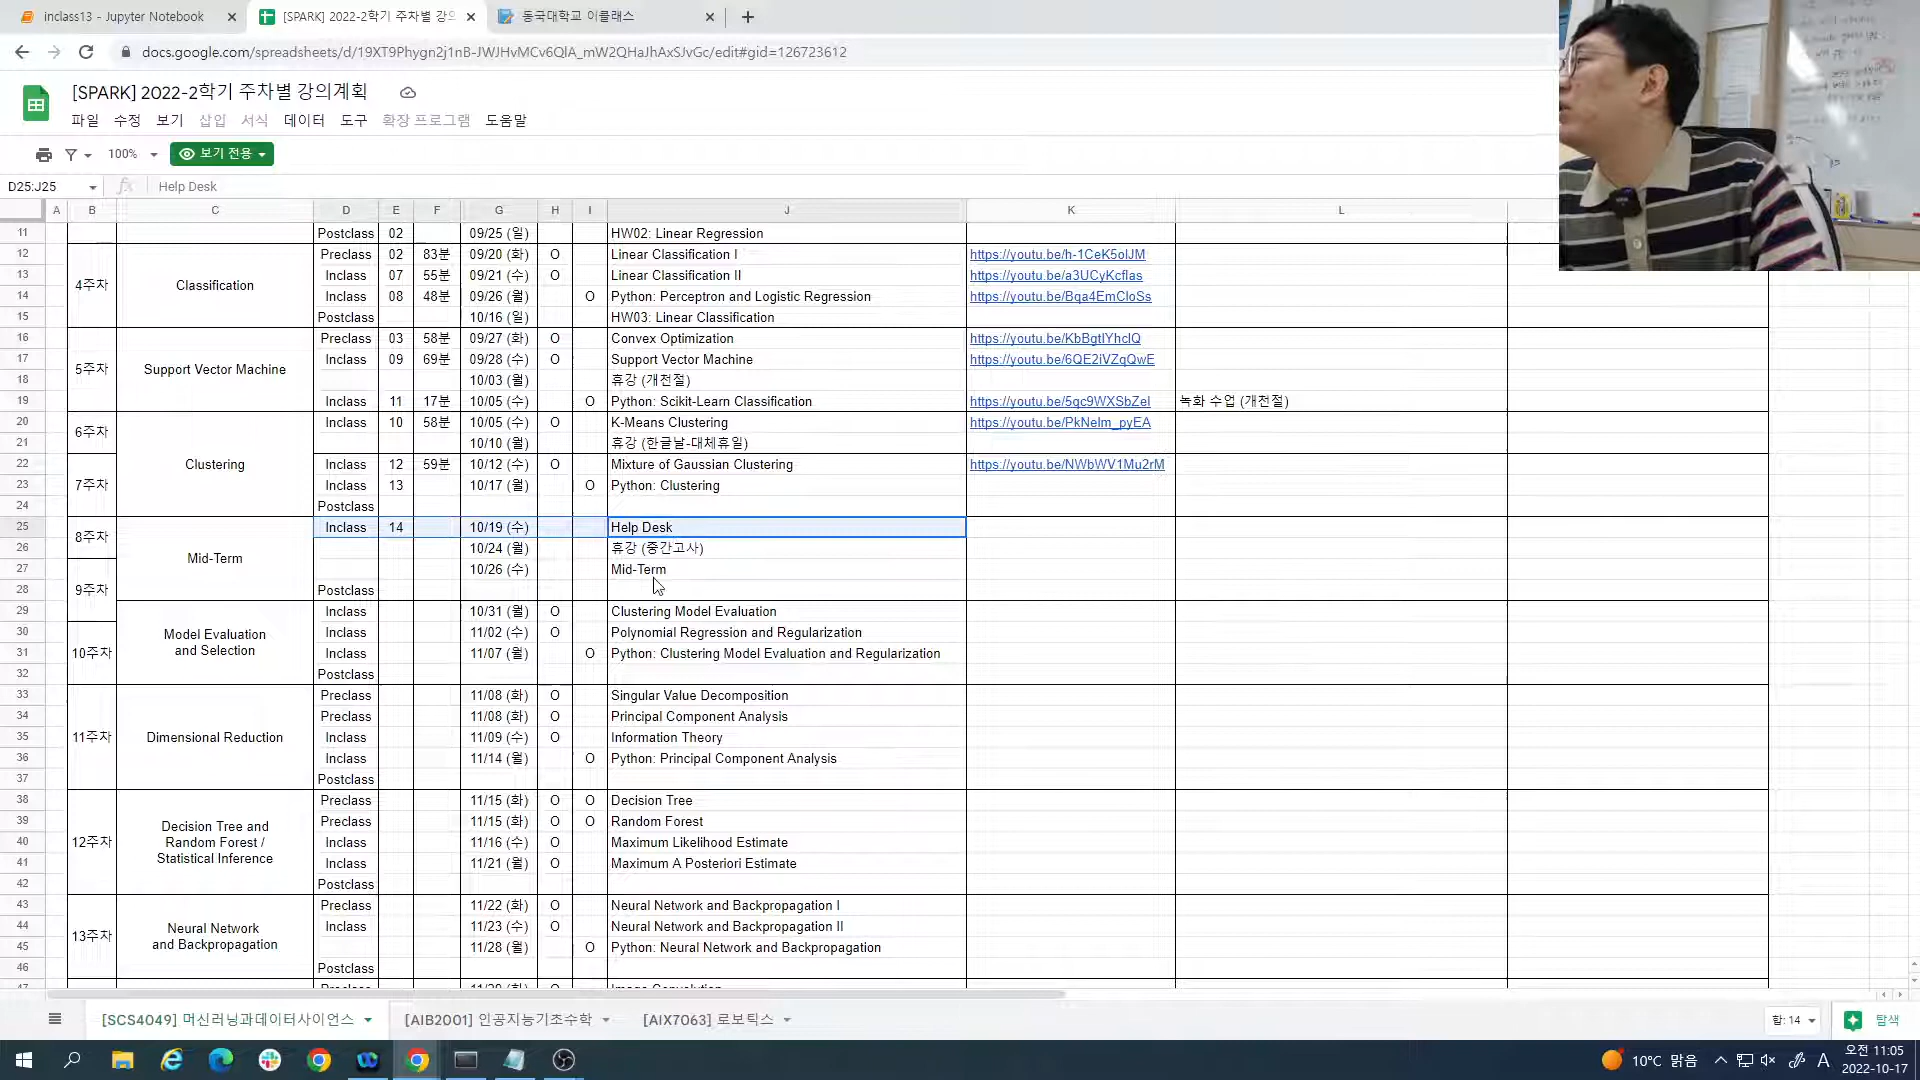 inclass13 - Jupyter Notebook
[SPARK] 2022-2학기 주차별 강의
동국대학교 이클래스
docs.google.com/spreadsheets/d/19XT9Phygn2j1nB-JWJHvMCv6QlA_mW2QHaJhAxSJvGc/edit#gid=126723612
[SPARK] 2022-2학기 주차별 강의계획
파일 수정 보기 삽입 서식 데이터 도구 확장 프로그램 도움말
100% 보기 전용
D25:J25 fx Help Desk
A B C D E F G H I J K L
11 Postclass 02 09/25 (일) HW02: Linear Regression
12 Preclass 02 83분 09/20 (화) O Linear Classification I https://youtu.be/h-1CeK5olJM
13 Inclass 07 55분 09/21 (수) O Linear Classification II https://youtu.be/a3UCyKcflas
4주차 Classification
14 Inclass 08 48분 09/26 (월) O Python: Perceptron and Logistic Regression https://youtu.be/Bqa4EmCloSs
15 Postclass 10/16 (일) HW03: Linear Classification
16 Preclass 03 58분 09/27 (화) O Convex Optimization https://youtu.be/KbBgtIYhcIQ
17 Inclass 09 69분 09/28 (수) O Support Vector Machine https://youtu.be/6QE2iVZqQwE
5주차 Support Vector Machine
18 10/03 (월) 휴강 (개천절)
19 Inclass 11 17분 10/05 (수) O Python: Scikit-Learn Classification https://youtu.be/5qc9WXSbZeI 녹화 수업 (개천절)
20 Inclass 10 58분 10/05 (수) O K-Means Clustering https://youtu.be/PkNelm_pyEA
6주차
21 10/10 (월) 휴강 (한글날-대체휴일)
22 Clustering Inclass 12 59분 10/12 (수) O Mixture of Gaussian Clustering https://youtu.be/NWbWV1Mu2rM
23 7주차 Inclass 13 10/17 (월) O Python: Clustering
24 Postclass
25 Inclass 14 10/19 (수) Help Desk
8주차
26 10/24 (월) 휴강 (중간고사)
Mid-Term
27 10/26 (수) Mid-Term
28 9주차 Postclass
29 Inclass 10/31 (월) O Clustering Model Evaluation
30 Inclass 11/02 (수) O Polynomial Regression and Regularization
Model Evaluation
and Selection
31 10주차 Inclass 11/07 (월) O Python: Clustering Model Evaluation and Regularization
32 Postclass
33 Preclass 11/08 (화) O Singular Value Decomposition
34 Preclass 11/08 (화) O Principal Component Analysis
35 11주차 Dimensional Reduction Inclass 11/09 (수) O Information Theory
36 Inclass 11/14 (월) O Python: Principal Component Analysis
37 Postclass
38 Preclass 11/15 (화) O O Decision Tree
39 Preclass 11/15 (화) O O Random Forest
Decision Tree and
Random Forest /
Statistical Inference
40 12주차 Inclass 11/16 (수) O Maximum Likelihood Estimate
41 Inclass 11/21 (월) O Maximum A Posteriori Estimate
42 Postclass
43 Preclass 11/22 (화) O Neural Network and Backpropagation I
44 Inclass 11/23 (수) O Neural Network and Backpropagation II
13주차 Neural Network
and Backpropagation
45 11/28 (월) O Python: Neural Network and Backpropagation
46 Postclass
[SCS4049] 머신러닝과데이터사이언스 [AIB2001] 인공지능기초수학 [AIX7063] 로보틱스 합: 14 탐색
10°C 맑음 A 오전 11:05
2022-10-17